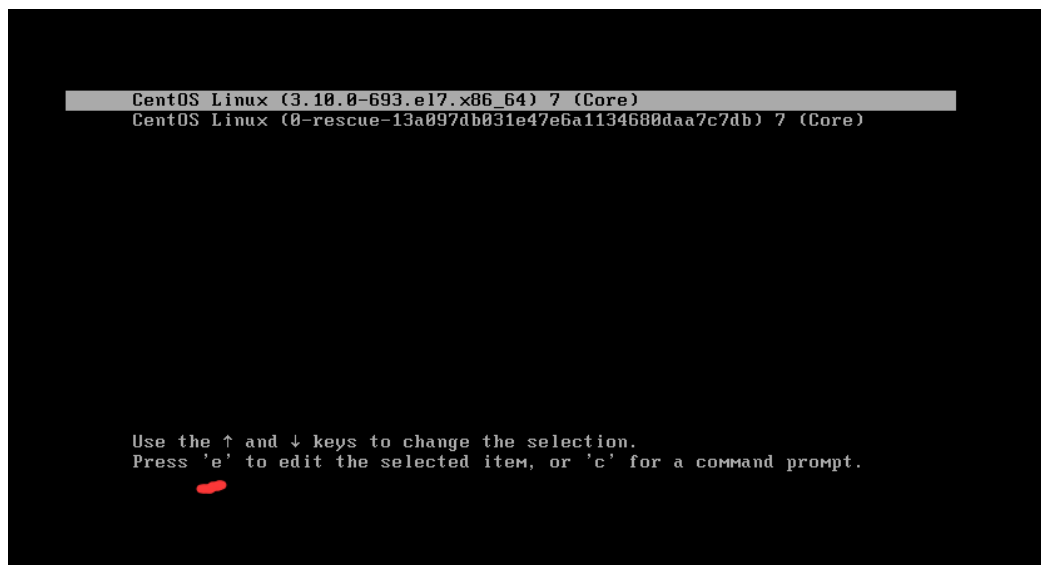 CentOS Linux (3.10.0-693.el7.x86_64) 7 (Core)
CentOS Linux (0-rescue-13a097db031e47e6a1134680daa7c7db) 7 (Core)
Use the ↑ and ↓ keys to change the selection.
Press 'e' to edit the selected item, or 'c' for a command prompt.